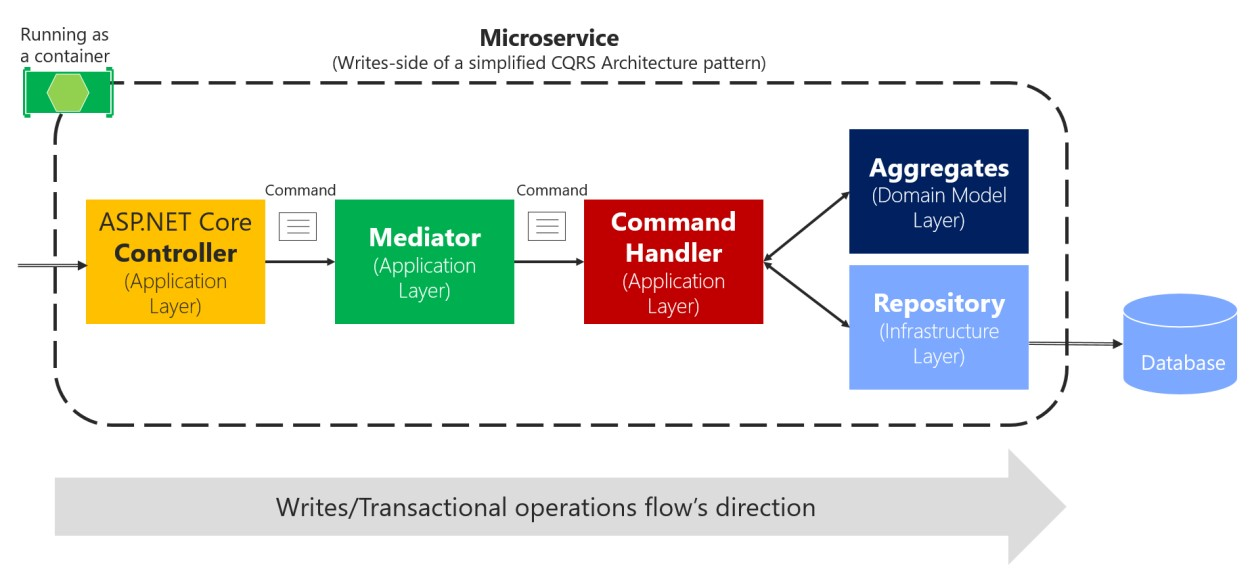 Running as
a container
Microservice
(Writes-side of a simplified CQRS Architecture pattern)
ASP.NET Core
Controller
(Application
Layer)
Command
Mediator
(Application
Layer)
Command
Command
Handler
(Application
Layer)
Aggregates
(Domain Model
Layer)
Repository
(Infrastructure
Layer)
Database
Writes/Transactional operations flow’s direction